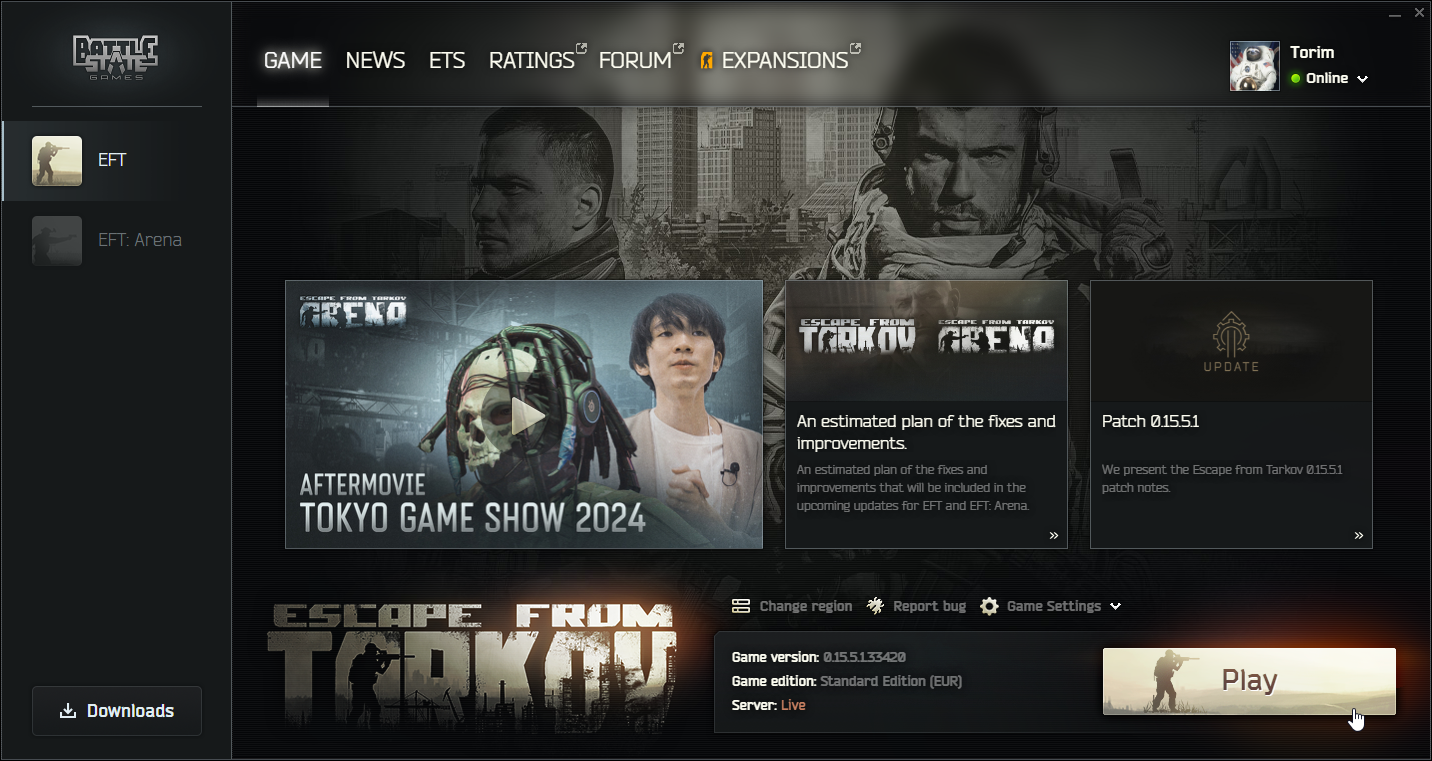 BATTLE
STATE
GAMES
GAME NEWS ETS RATINGS FORUM EXPANSIONS
Torim
Online
EFT
EFT: Arena
Downloads
ESCAPE FROM TARKOV
ARENA
AFTERMOVIE
TOKYO GAME SHOW 2024
ESCAPE FROM
TARKOV
ESCAPE FROM TARKOV
ARENA
An estimated plan of the fixes and
improvements.
An estimated plan of the fixes and
improvements that will be included in the
upcoming updates for EFT and EFT: Arena.
»
UPDATE
Patch 0.15.5.1
We present the Escape from Tarkov 0.15.5.1
patch notes.
»
ESCAPE FROM
TARKOV
Change region Report bug Game Settings
Game version: 0.15.5.1.33420
Game edition: Standard Edition (EUR)
Server: Live
Play